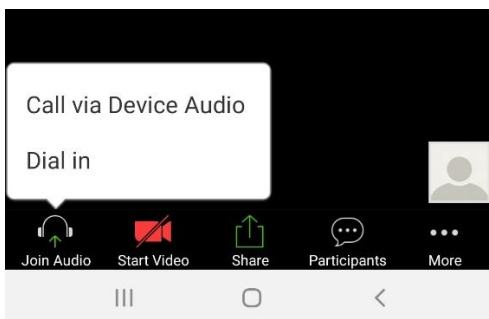 Call via Device Audio
Dial in
Join Audio Start Video Share Participants More